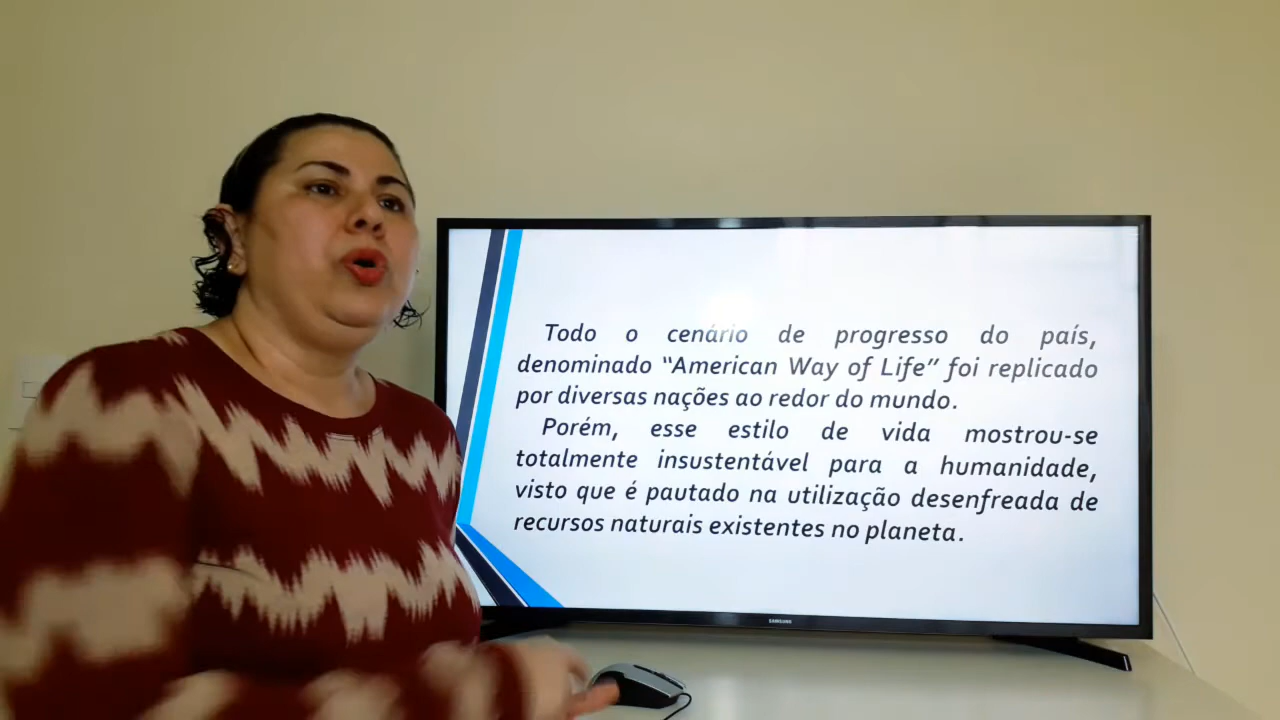 Todo o cenário de progresso do país,
denominado “American Way of Life” foi replicado
por diversas nações ao redor do mundo.
Porém, esse estilo de vida mostrou-se
totalmente insustentável para a humanidade,
visto que é pautado na utilização desenfreada de
recursos naturais existentes no planeta.
SAMSUNG